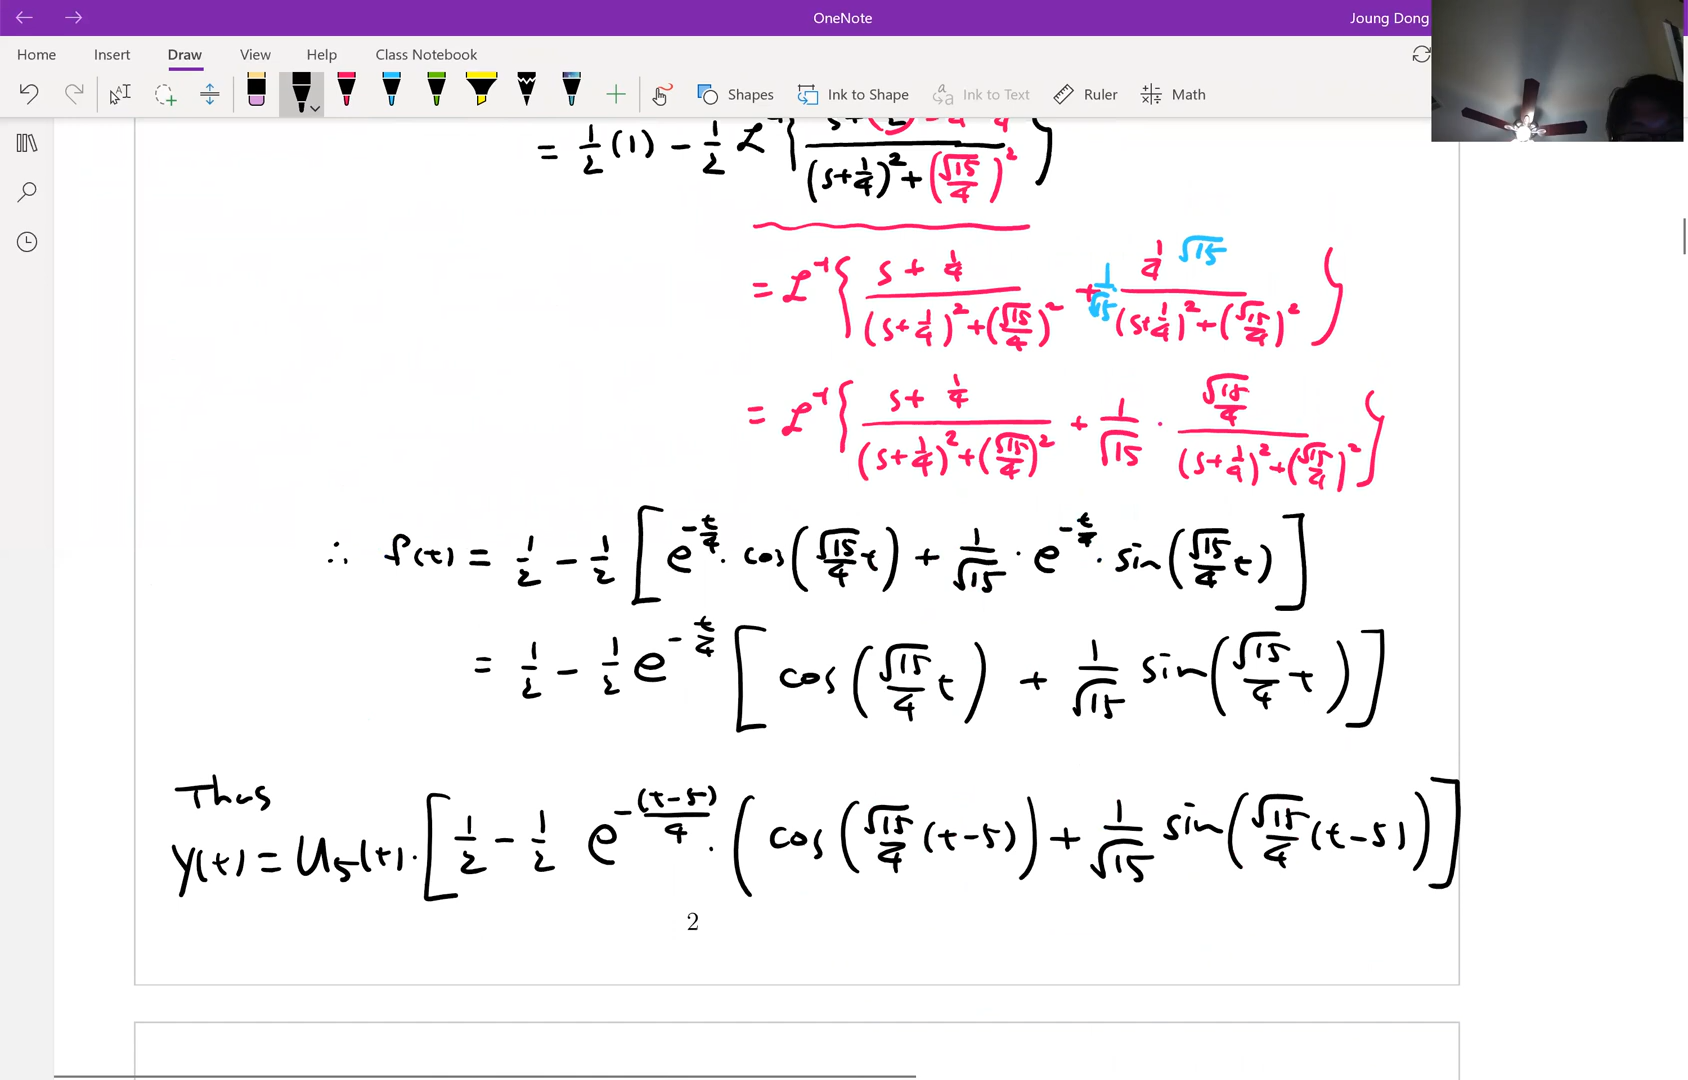 OneNote
Joung Dong
Home Insert Draw View Help Class Notebook
Shapes Ink to Shape Ink to Text Ruler Math
= 1/2 (1) − 1/2 ℒ⁻¹{ / (s+1/4)² + (√15/4)² }
= ℒ⁻¹{ (s + 1/4) / ((s+1/4)² + (√15/4)²) + 1/√15 (1/4 √15) / ((s+1/4)² + (√15/4)²) }
= ℒ⁻¹{ (s + 1/4) / ((s+1/4)² + (√15/4)²) + 1/√15 · (√15/4) / ((s+1/4)² + (√15/4)²) }
∴ f(t) = 1/2 − 1/2 [ e^(−t/4) · cos(√15/4 t) + 1/√15 · e^(−t/4) · sin(√15/4 t) ]
= 1/2 − 1/2 e^(−t/4) [ cos(√15/4 t) + 1/√15 sin(√15/4 t) ]
Thus
y(t) = U₅(t) · [ 1/2 − 1/2 e^(−(t−5)/4) · ( cos(√15/4 (t−5)) + 1/√15 sin(√15/4 (t−5)) ]
2